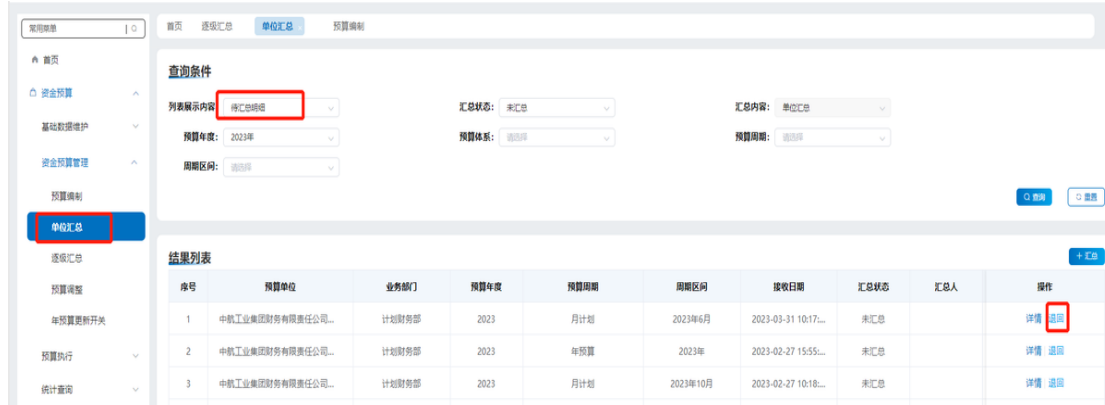 常用菜单
首页 逐级汇总 单位汇总 预算编制
首页
资金预算
基础数据维护
资金预算管理
预算编制
单位汇总
逐级汇总
预算调整
年预算更新开关
预算执行
统计查询
查询条件
列表展示内容: 待汇总明细 汇总状态: 未汇总 汇总内容: 单位汇总
预算年度: 2023年 预算体系: 请选择 预算周期: 请选择
周期区间: 请选择
查询 重置
结果列表
+ 汇总
序号 预算单位 业务部门 预算年度 预算周期 周期区间 接收日期 汇总状态 汇总人 操作
1 中航工业集团财务有限责任公司... 计划财务部 2023 月计划 2023年6月 2023-03-31 10:17:... 未汇总 详情 退回
2 中航工业集团财务有限责任公司... 计划财务部 2023 年预算 2023年 2023-02-27 15:55:... 未汇总 详情 退回
3 中航工业集团财务有限责任公司... 计划财务部 2023 月计划 2023年10月 2023-02-27 10:18:... 未汇总 详情 退回